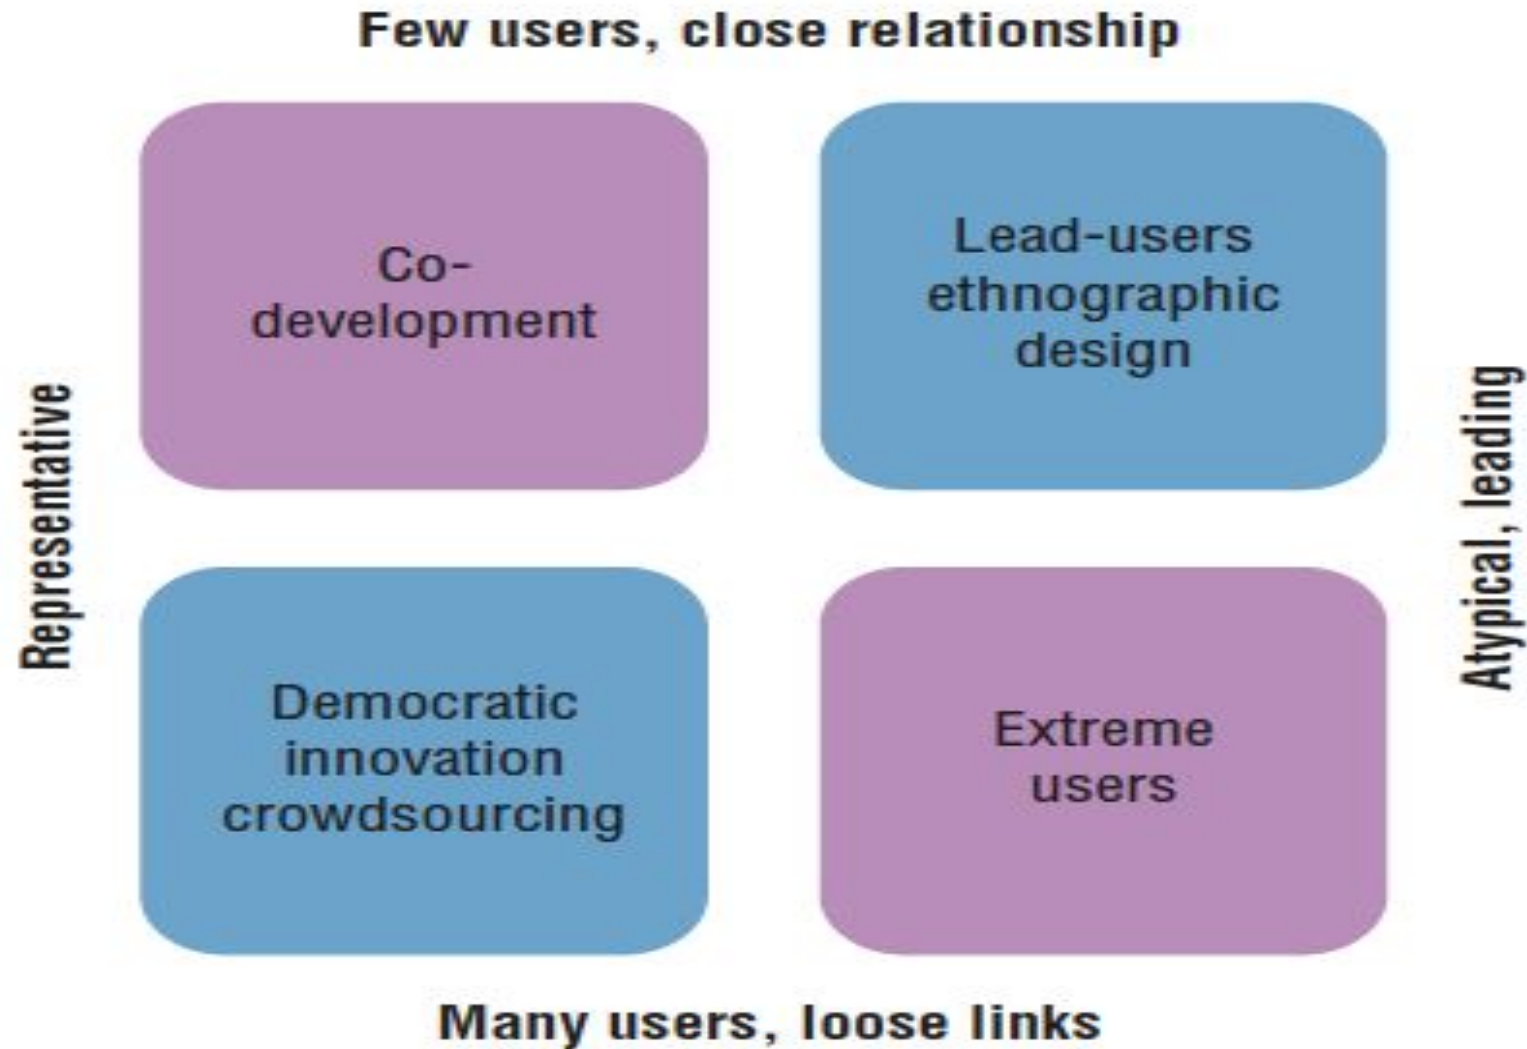 Few users, close relationship
Co-
development
Lead-users
ethnographic
design
Representative
Atypical, leading
Democratic
innovation
crowdsourcing
Extreme
users
Many users, loose links